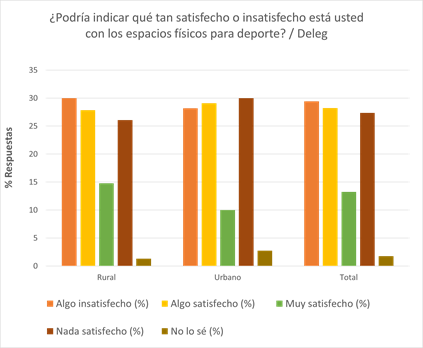 ¿Podría indicar qué tan satisfecho o insatisfecho está usted
con los espacios físicos para deporte? / Deleg
35
30
25
20
15
10
5
0
% Respuestas
Rural Urbano Total
Algo insatisfecho (%) Algo satisfecho (%) Muy satisfecho (%)
Nada satisfecho (%) No lo sé (%)